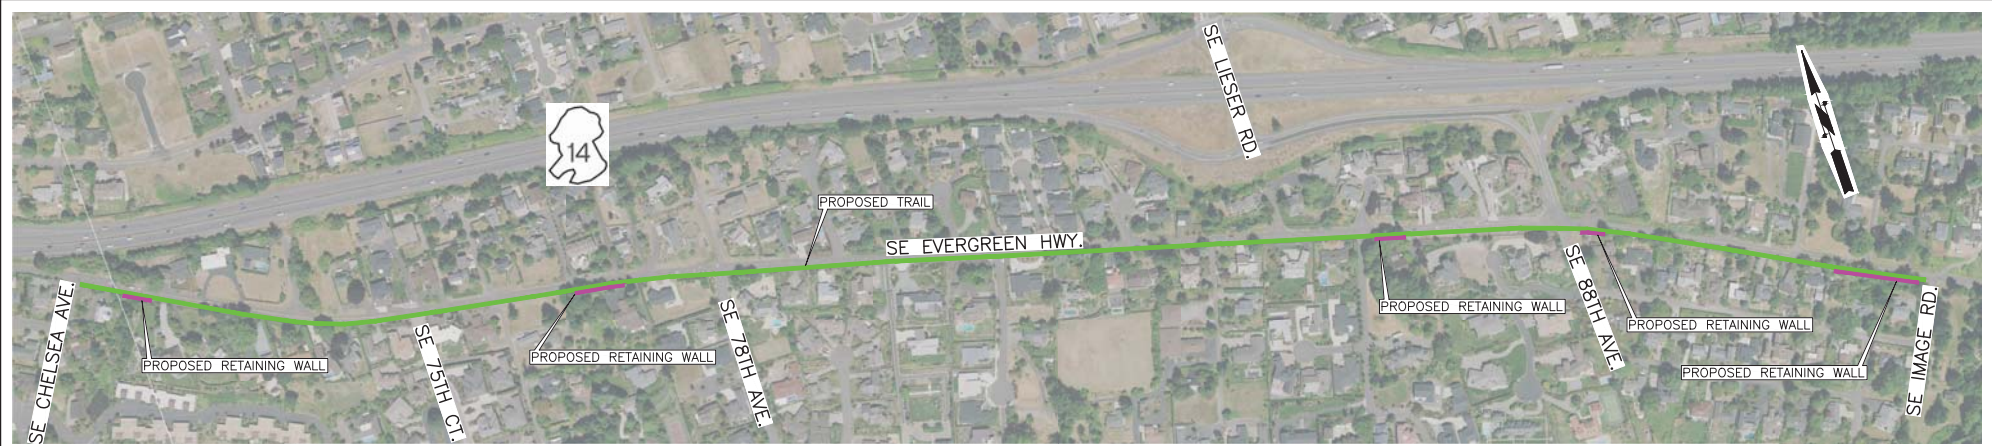 SE LIESER RD.
14
PROPOSED TRAIL
SE EVERGREEN HWY.
SE CHELSEA AVE.
PROPOSED RETAINING WALL
SE 75TH CT.
PROPOSED RETAINING WALL
SE 78TH AVE.
PROPOSED RETAINING WALL
SE 88TH AVE.
PROPOSED RETAINING WALL
PROPOSED RETAINING WALL
SE IMAGE RD.